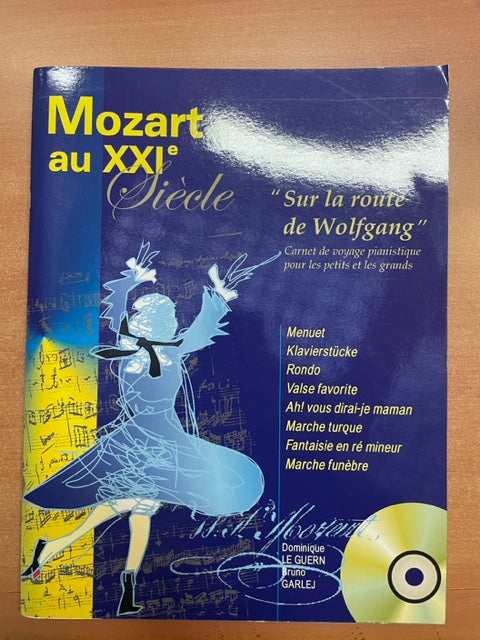 Mozart
au XXIe
Siècle
“Sur la route
de Wolfgang”
Carnet de voyage pianistique
pour les petits et les grands
Menuet
Klavierstücke
Rondo
Valse favorite
Ah! vous dirai-je maman
Marche turque
Fantaisie en ré mineur
Marche funèbre
Mozart
Dominique
LE GUERN
Bruno
GARLEJ